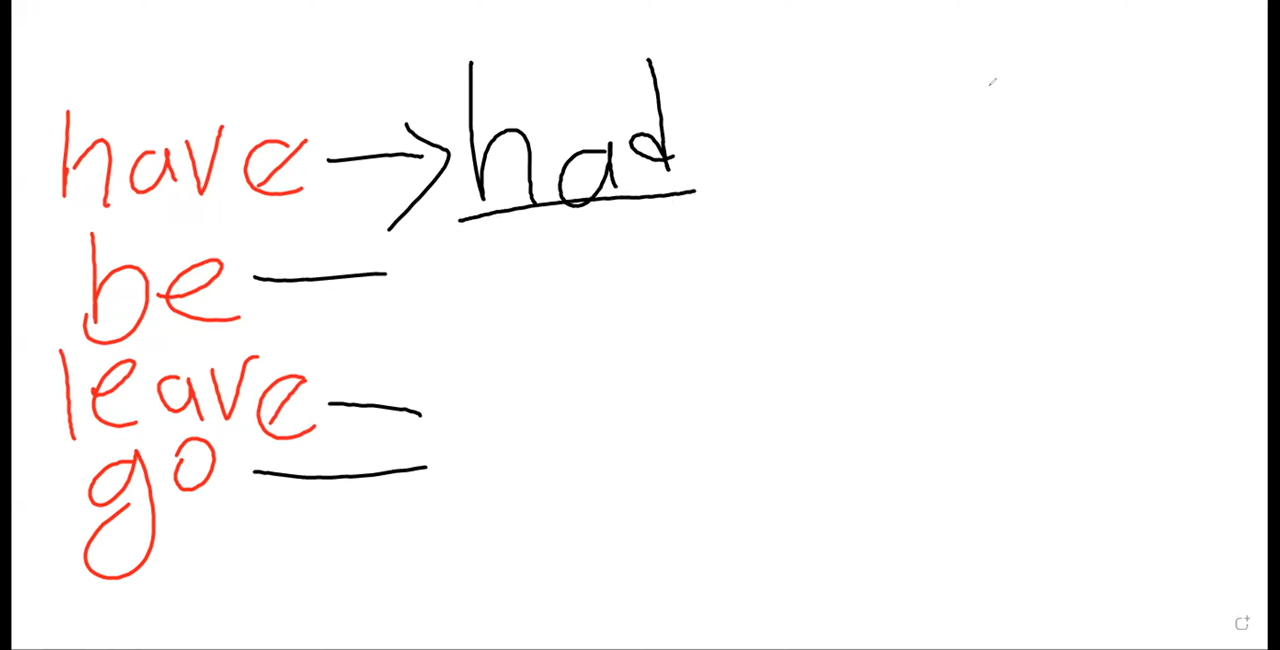 have → had
be —
leave —
go —